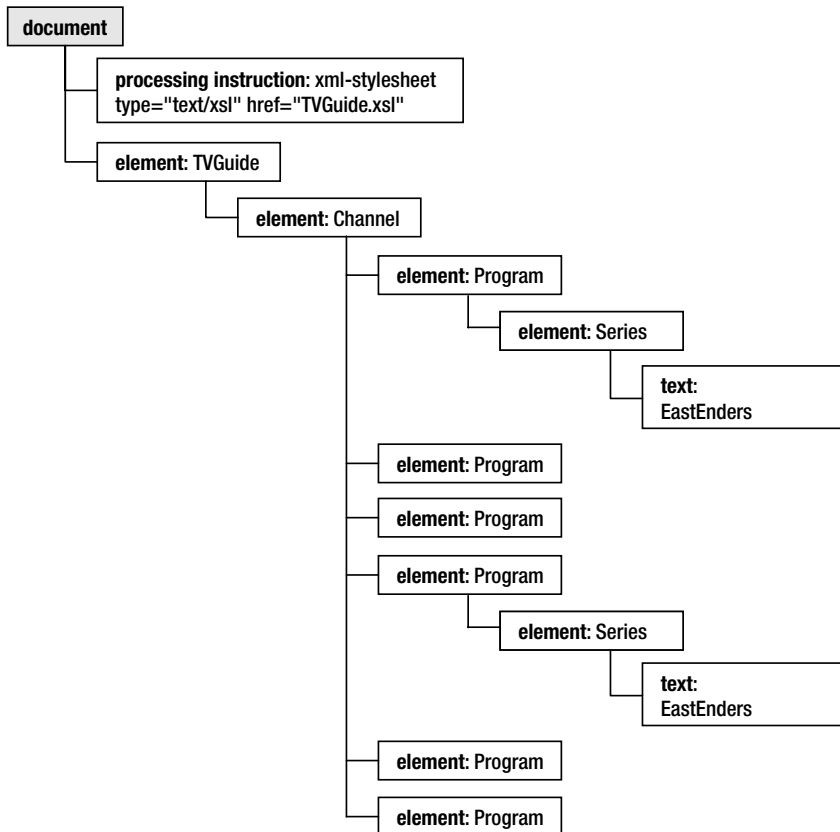 document
processing instruction: xml-stylesheet
type="text/xsl" href="TVGuide.xsl"
element: TVGuide
element: Channel
element: Program
element: Series
text:
EastEnders
element: Program
element: Program
element: Program
element: Series
text:
EastEnders
element: Program
element: Program